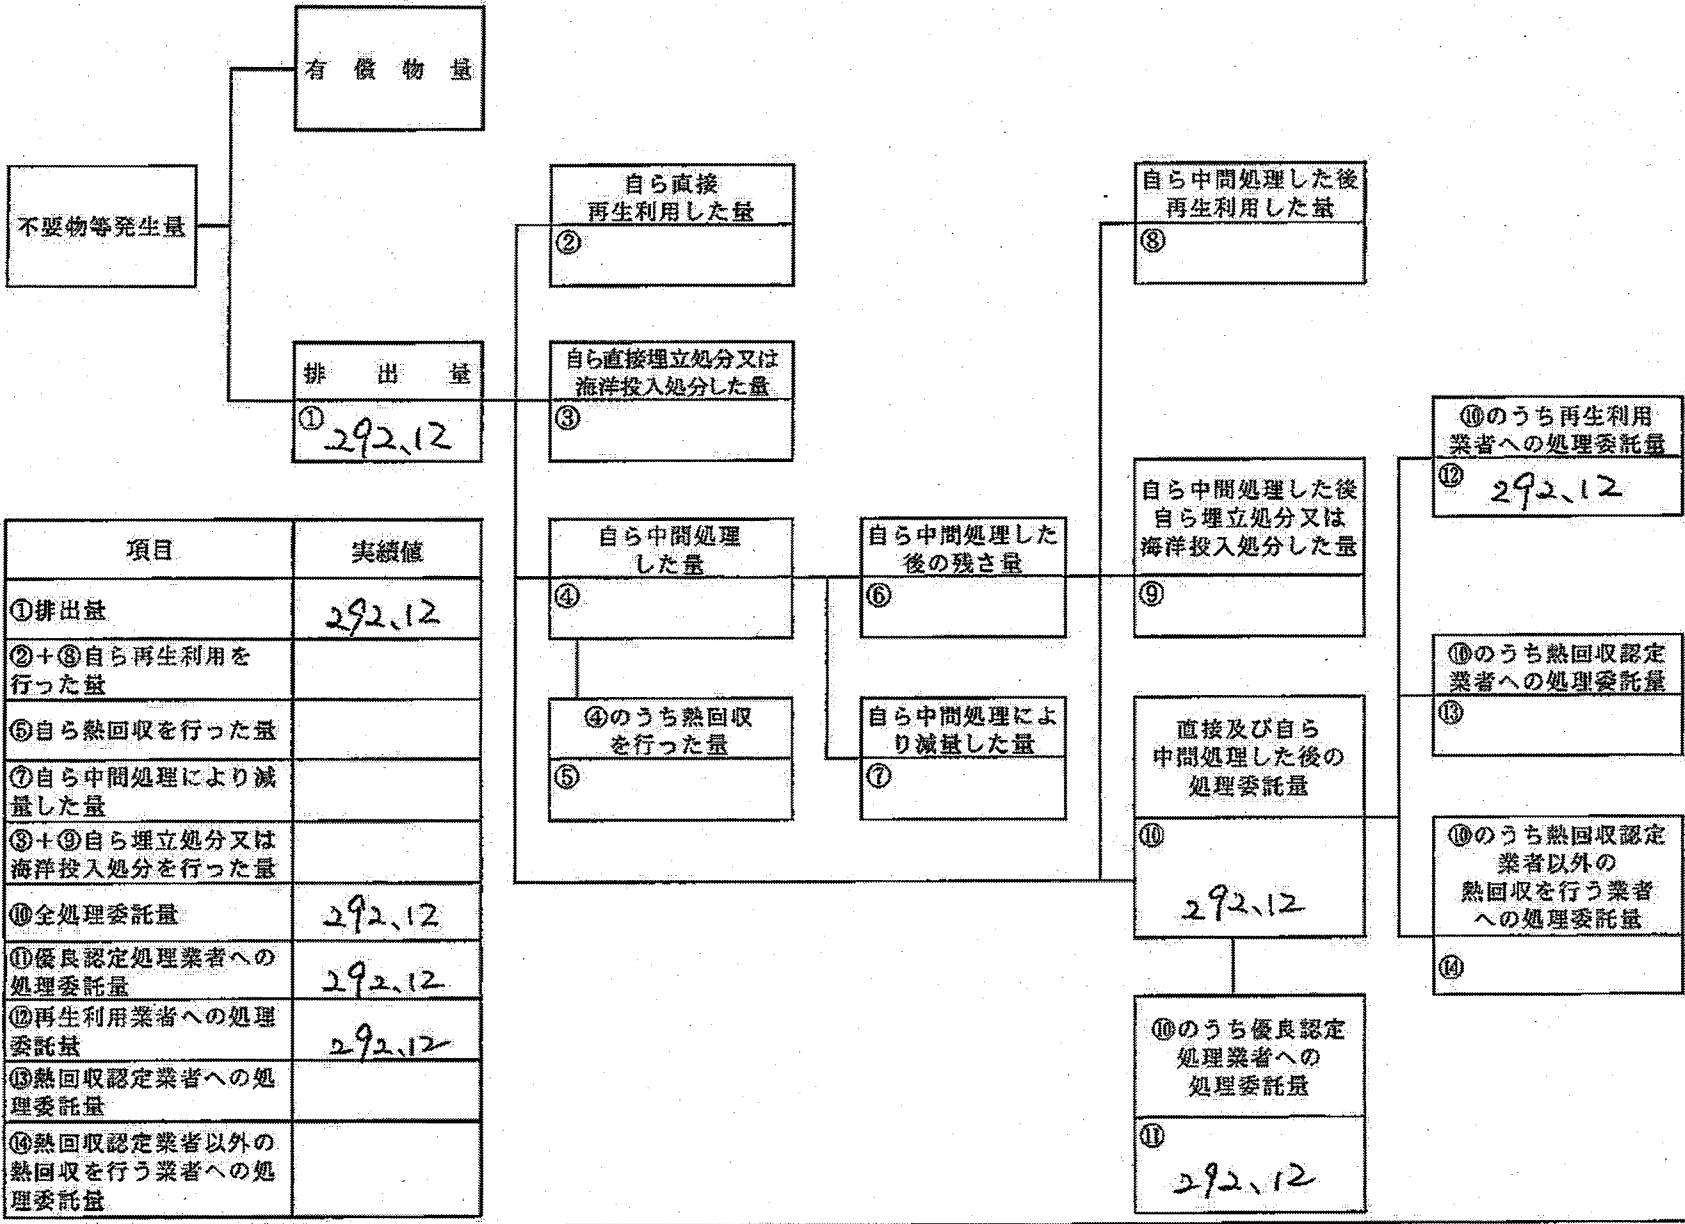 有償物量
不要物等発生量
排出量
①
292、12
自ら直接
再生利用した量
②
自ら直接埋立処分又は
海洋投入処分した量
③
自ら中間処理
した量
④
④のうち熱回収
を行った量
⑤
自ら中間処理した
後の残さ量
⑥
自ら中間処理によ
り減量した量
⑦
自ら中間処理した後
再生利用した量
⑧
自ら中間処理した後
自ら埋立処分又は
海洋投入処分した量
⑨
直接及び自ら
中間処理した後の
処理委託量
⑩
292、12
⑩のうち優良認定
処理業者への
処理委託量
⑪
292、12
⑩のうち再生利用
業者への処理委託量
⑫
292、12
⑩のうち熱回収認定
業者への処理委託量
⑬
⑩のうち熱回収認定
業者以外の
熱回収を行う業者
への処理委託量
⑭
項目 実績値
①排出量 292、12
②+⑧自ら再生利用を
行った量
⑤自ら熱回収を行った量
⑦自ら中間処理により減
量した量
③+⑨自ら埋立処分又は
海洋投入処分を行った量
⑩全処理委託量 292、12
⑪優良認定処理業者への
処理委託量 292、12
⑫再生利用業者への処理
委託量 292、12
⑬熱回収認定業者への処
理委託量
⑭熱回収認定業者以外の
熱回収を行う業者への処
理委託量